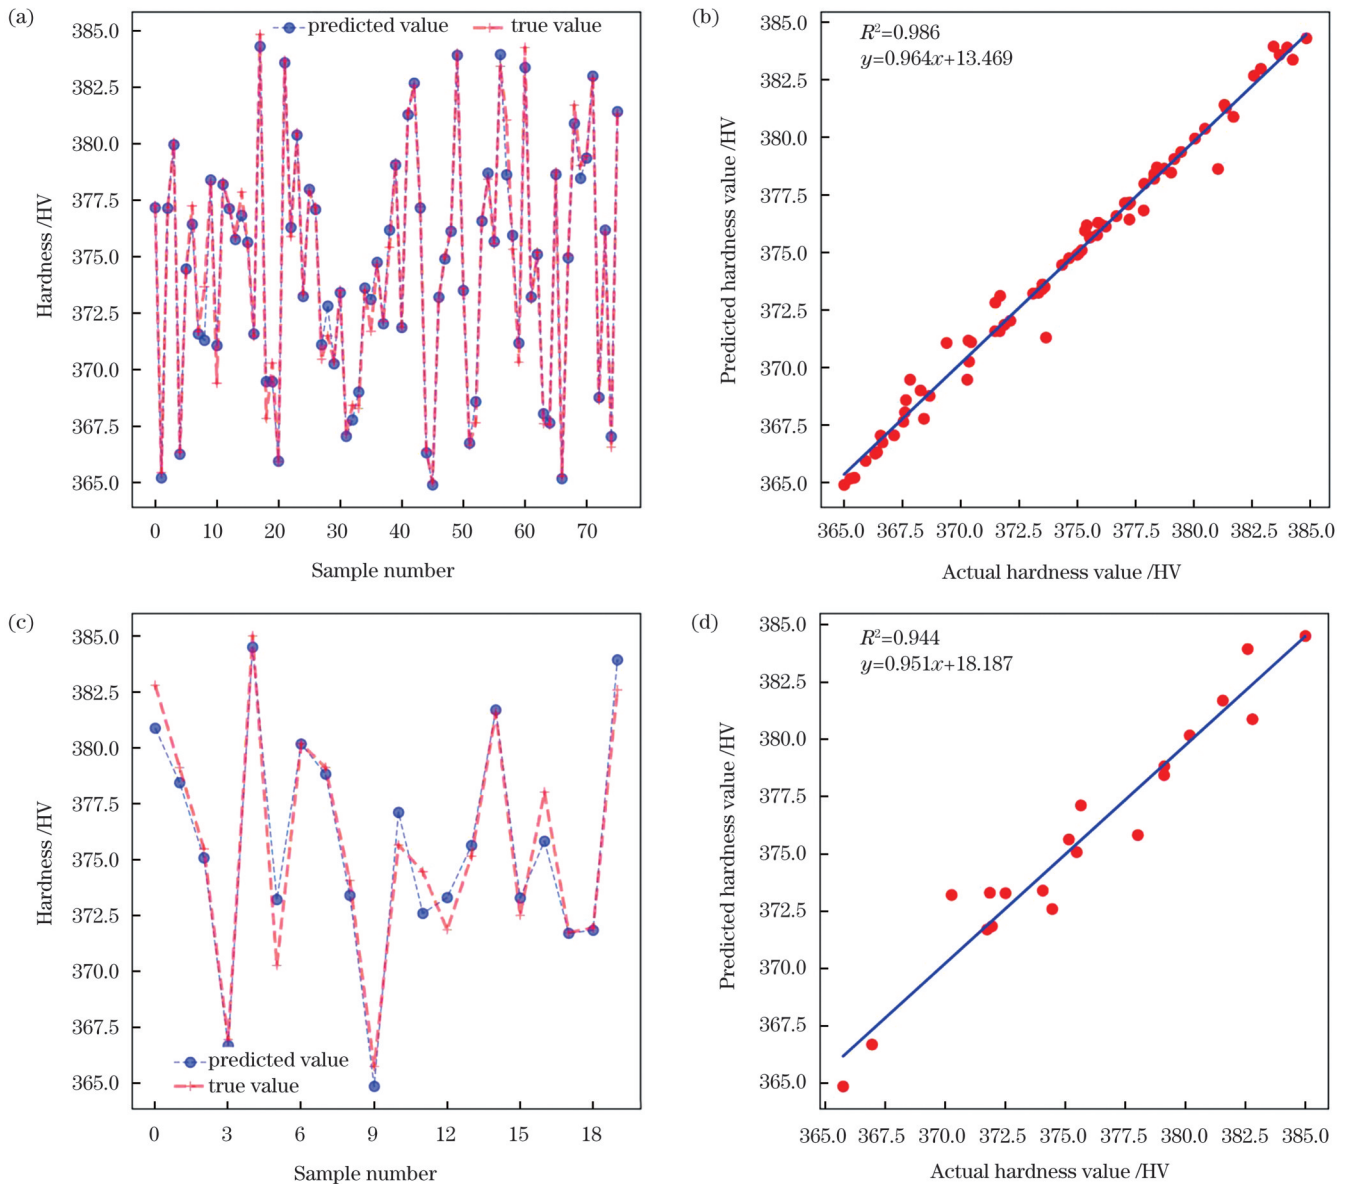 (a)
predicted value
true value
385.0
382.5
380.0
377.5
375.0
372.5
370.0
367.5
365.0
Hardness /HV
0 10 20 30 40 50 60 70
Sample number
(b)
R²=0.986
y=0.964x+13.469
385.0
382.5
380.0
377.5
375.0
372.5
370.0
367.5
365.0
Predicted hardness value /HV
365.0 367.5 370.0 372.5 375.0 377.5 380.0 382.5 385.0
Actual hardness value /HV
(c)
385.0
382.5
380.0
377.5
375.0
372.5
370.0
367.5
365.0
Hardness /HV
predicted value
true value
0 3 6 9 12 15 18
Sample number
(d)
R²=0.944
y=0.951x+18.187
385.0
382.5
380.0
377.5
375.0
372.5
370.0
367.5
365.0
Predicted hardness value /HV
365.0 367.5 370.0 372.5 375.0 377.5 380.0 382.5 385.0
Actual hardness value /HV